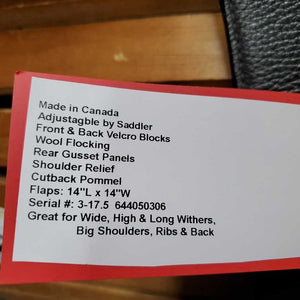 Made in Canada
Adjustagble by Saddler
Front & Back Velcro Blocks
Wool Flocking
Rear Gusset Panels
Shoulder Relief
Cutback Pommel
Flaps: 14"L x 14"W
Serial #: 3-17.5 644050306
Great for Wide, High & Long Withers,
Big Shoulders, Ribs & Back